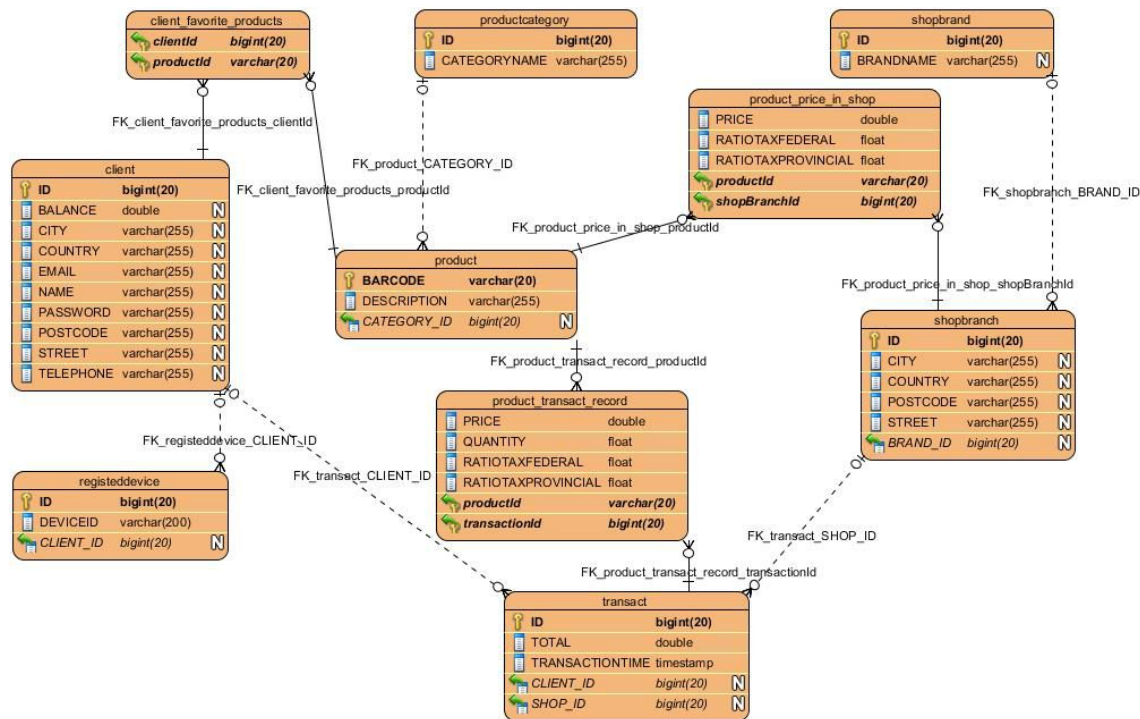 client_favorite_products
clientId bigint(20)
productId varchar(20)
productcategory
ID bigint(20)
CATEGORYNAME varchar(255)
shopbrand
ID bigint(20)
BRANDNAME varchar(255) N
product_price_in_shop
PRICE double
RATIOTAXFEDERAL float
RATIOTAXPROVINCIAL float
productId varchar(20)
shopBranchId bigint(20)
FK_client_favorite_products_clientId
FK_product_CATEGORY_ID
FK_client_favorite_products_productId
FK_shopbranch_BRAND_ID
FK_product_price_in_shop_productId
FK_product_price_in_shop_shopBranchId
client
ID bigint(20)
BALANCE double N
CITY varchar(255) N
COUNTRY varchar(255) N
EMAIL varchar(255) N
NAME varchar(255) N
PASSWORD varchar(255) N
POSTCODE varchar(255) N
STREET varchar(255) N
TELEPHONE varchar(255) N
product
BARCODE varchar(20)
DESCRIPTION varchar(255)
CATEGORY_ID bigint(20) N
shopbranch
ID bigint(20)
CITY varchar(255) N
COUNTRY varchar(255) N
POSTCODE varchar(255) N
STREET varchar(255) N
BRAND_ID bigint(20) N
FK_product_transact_record_productId
product_transact_record
PRICE double
QUANTITY float
RATIOTAXFEDERAL float
RATIOTAXPROVINCIAL float
productId varchar(20)
transactionId bigint(20)
FK_registeddevice_CLIENT_ID
FK_transact_CLIENT_ID
registeddevice
ID bigint(20)
DEVICEID varchar(200)
CLIENT_ID bigint(20) N
FK_transact_SHOP_ID
FK_product_transact_record_transactionId
transact
ID bigint(20)
TOTAL double
TRANSACTIONTIME timestamp
CLIENT_ID bigint(20) N
SHOP_ID bigint(20) N